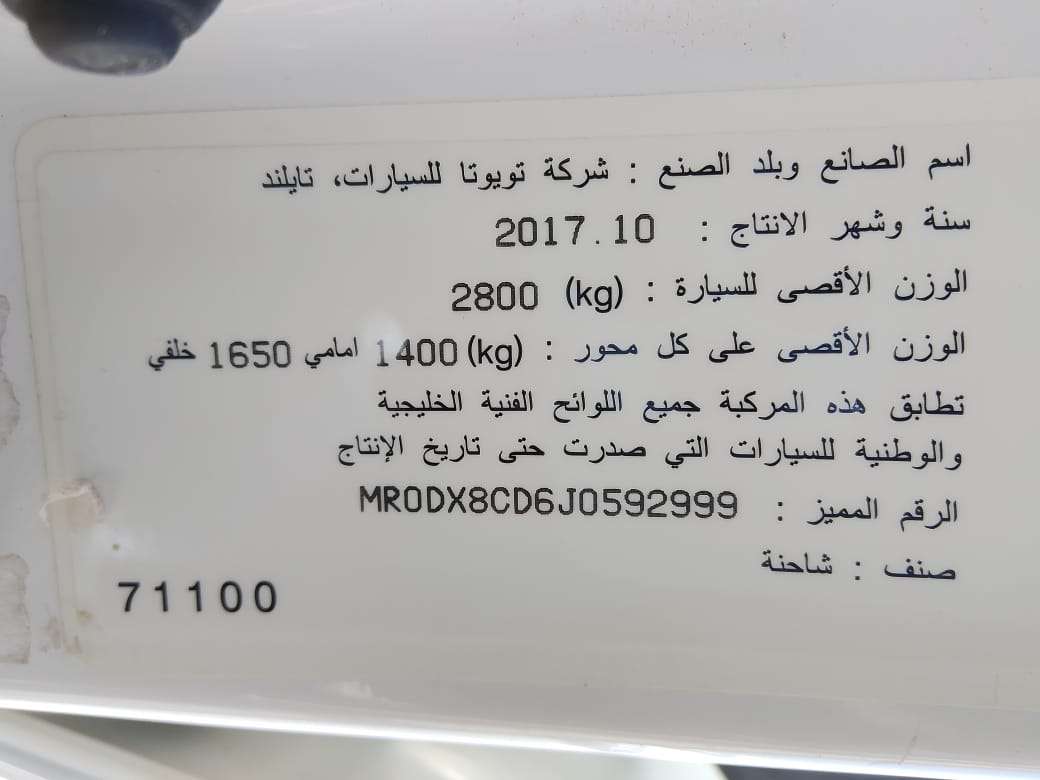 اسم الصانع وبلد الصنع : شركة تويوتا للسيارات، تايلند
سنة وشهر الانتاج : 2017.10
الوزن الأقصى للسيارة : (kg) 2800
الوزن الأقصى على كل محور : (kg) 1400 امامي 1650 خلفي
تطابق هذه المركبة جميع اللوائح الفنية الخليجية
والوطنية للسيارات التي صدرت حتى تاريخ الإنتاج
الرقم المميز : MR0DX8CD6J0592999
صنف : شاحنة
71100